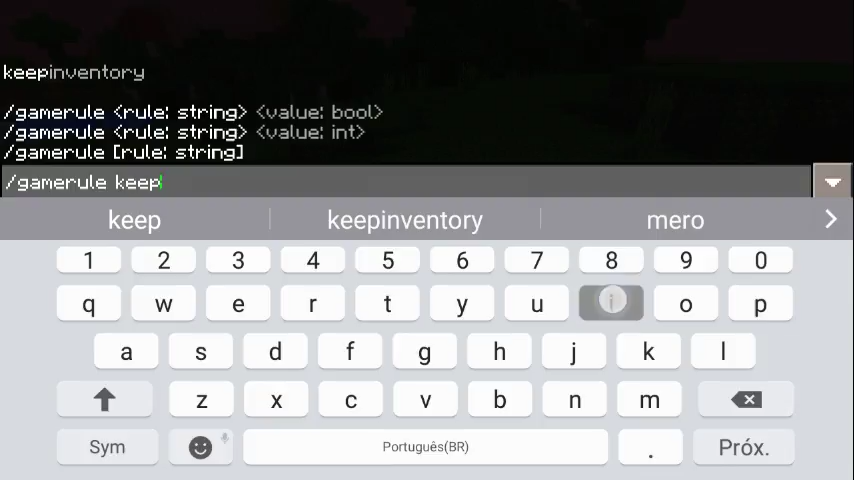 keepinventory
/gamerule <rule: string> <value: bool>
/gamerule <rule: string> <value: int>
/gamerule [rule: string]
/gamerule keep
keep keepinventory mero
1 2 3 4 5 6 7 8 9 0
q w e r t y u i o p
a s d f g h j k l
z x c v b n m
Sym Português(BR) . Próx.